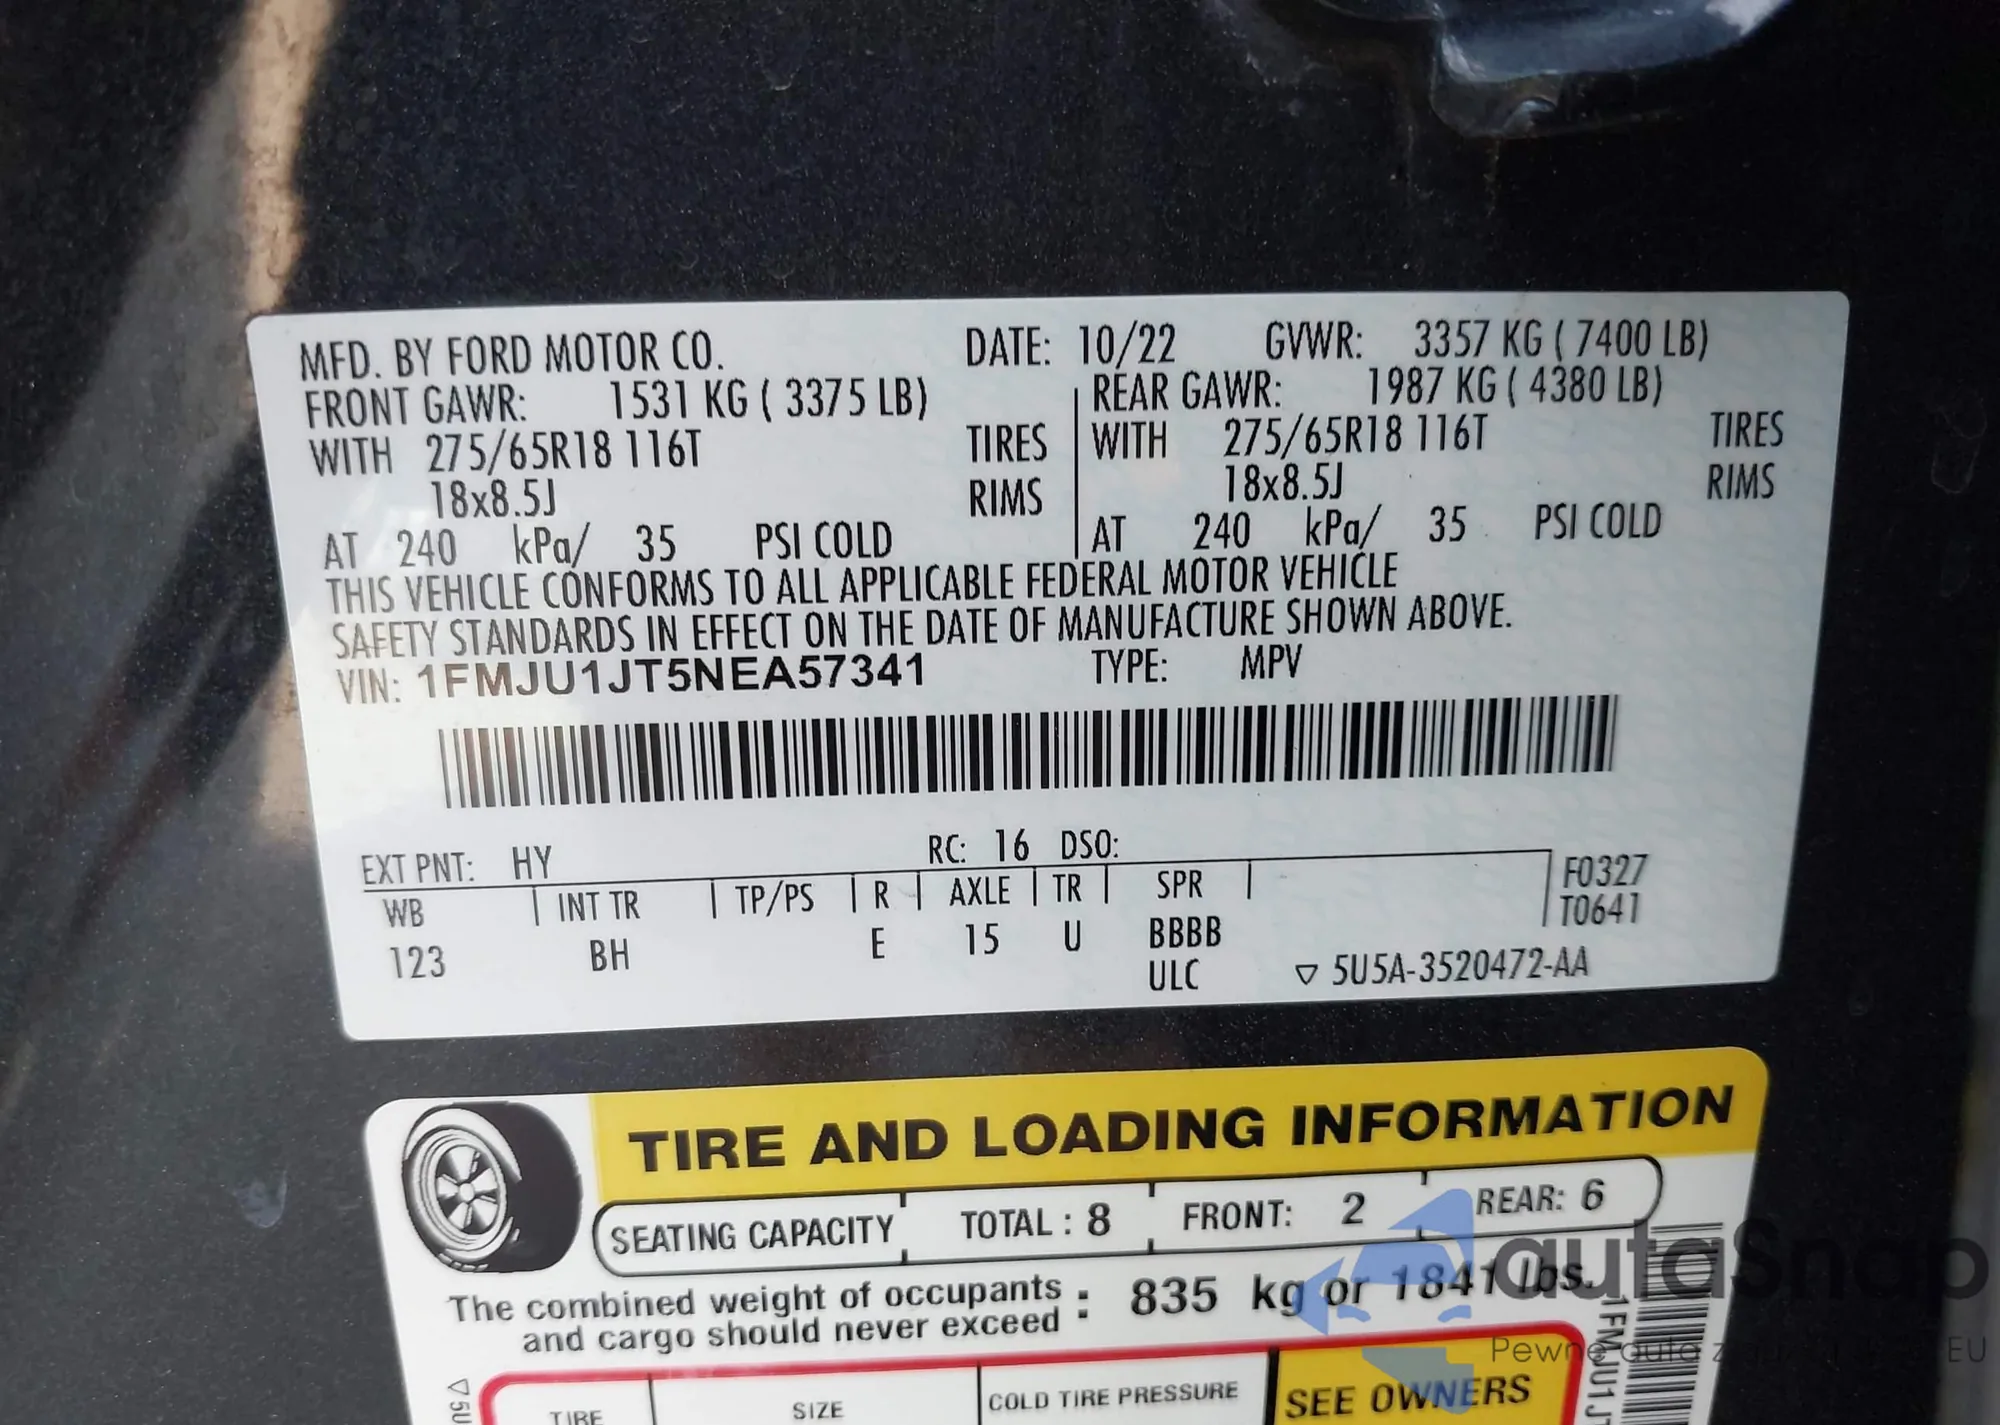 MFD. BY FORD MOTOR CO. DATE: 10/22 GVWR: 3357 KG ( 7400 LB)
FRONT GAWR: 1531 KG ( 3375 LB) REAR GAWR: 1987 KG ( 4380 LB)
WITH 275/65R18 116T TIRES WITH 275/65R18 116T TIRES
18x8.5J RIMS 18x8.5J RIMS
AT 240 kPa/ 35 PSI COLD AT 240 kPa/ 35 PSI COLD
THIS VEHICLE CONFORMS TO ALL APPLICABLE FEDERAL MOTOR VEHICLE
SAFETY STANDARDS IN EFFECT ON THE DATE OF MANUFACTURE SHOWN ABOVE.
VIN: 1FMJU1JT5NEA57341 TYPE: MPV
EXT PNT: HY RC: 16 DSO:
WB INT TR TP/PS R AXLE TR SPR F0327
T0641
123 BH E 15 U BBBB
ULC ▽ 5U5A-3520472-AA
TIRE AND LOADING INFORMATION
SEATING CAPACITY TOTAL : 8 FRONT: 2 REAR: 6
The combined weight of occupants
and cargo should never exceed : 835 kg or 1841 lbs.
TIRE SIZE COLD TIRE PRESSURE SEE OWNERS
▽5U
1FMJU1J
autaSnap
Pewne auta z EU